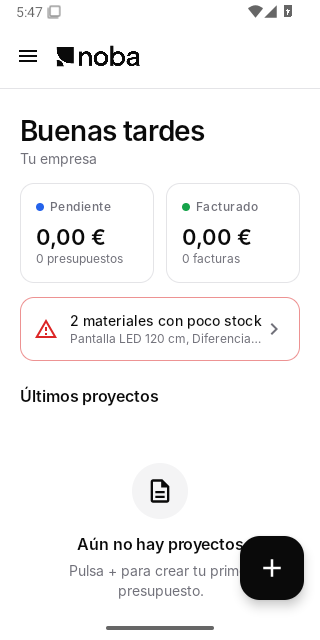 5:47
noba
Buenas tardes
Tu empresa
Pendiente
0,00 €
0 presupuestos
Facturado
0,00 €
0 facturas
2 materiales con poco stock
Pantalla LED 120 cm, Diferencia...
Últimos proyectos
Aún no hay proyectos
Pulsa + para crear tu prim
presupuesto.